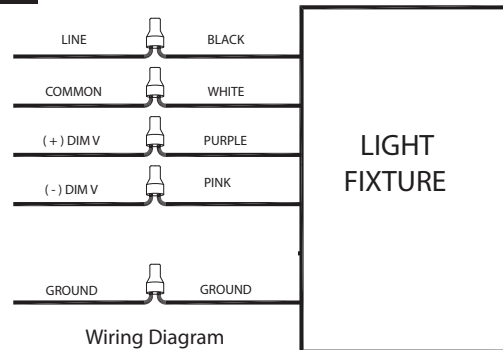 LINE BLACK
COMMON WHITE
( + ) DIM V PURPLE
( - ) DIM V PINK
LIGHT
FIXTURE
GROUND GROUND
Wiring Diagram